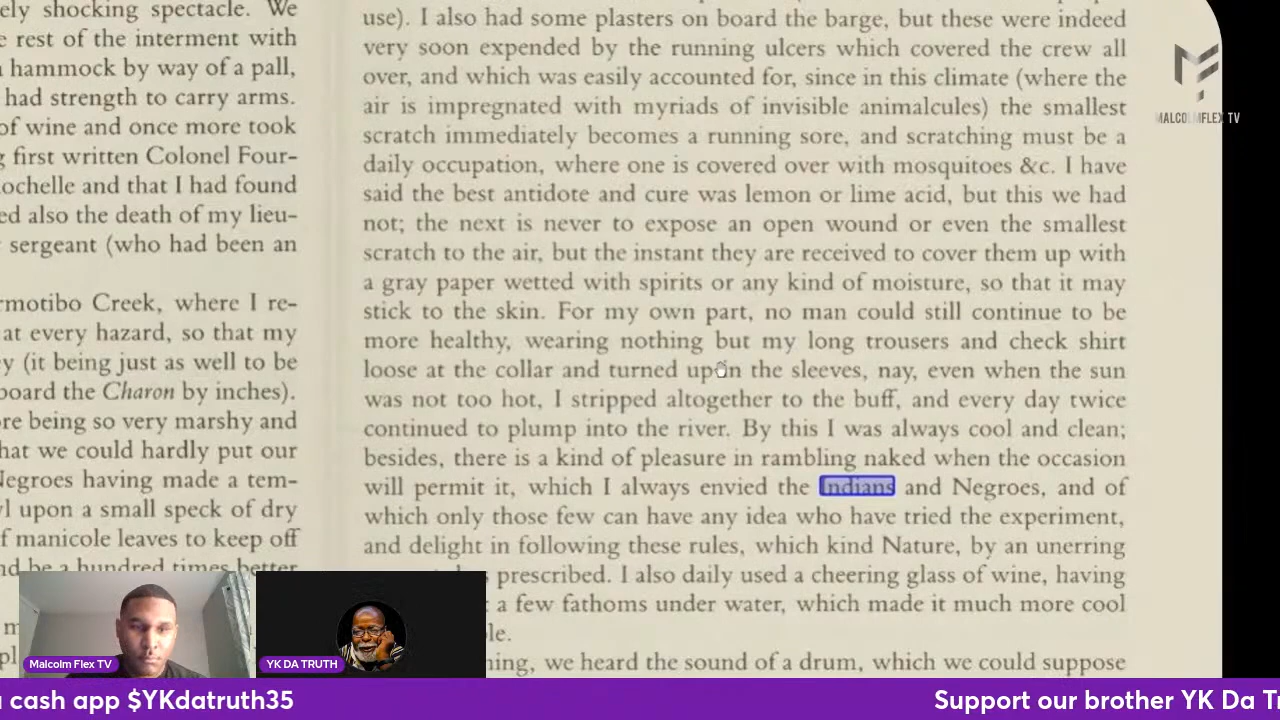 ely shocking spectacle. We
e rest of the interment with
hammock by way of a pall,
had strength to carry arms.
of wine and once more took
g first written Colonel Four-
ochelle and that I had found
ed also the death of my lieu-
sergeant (who had been an
rmotibo Creek, where I re-
at every hazard, so that my
ey (it being just as well to be
board the Charon by inches).
ore being so very marshy and
hat we could hardly put our
Negroes having made a tem-
upon a small speck of dry
f manicole leaves to keep off
nd be a hundred times better
use). I also had some plasters on board the barge, but these were indeed
very soon expended by the running ulcers which covered the crew all
over, and which was easily accounted for, since in this climate (where the
air is impregnated with myriads of invisible animalcules) the smallest
scratch immediately becomes a running sore, and scratching must be a
daily occupation, where one is covered over with mosquitoes &c. I have
said the best antidote and cure was lemon or lime acid, but this we had
not; the next is never to expose an open wound or even the smallest
scratch to the air, but the instant they are received to cover them up with
a gray paper wetted with spirits or any kind of moisture, so that it may
stick to the skin. For my own part, no man could still continue to be
more healthy, wearing nothing but my long trousers and check shirt
loose at the collar and turned up in the sleeves, nay, even when the sun
was not too hot, I stripped altogether to the buff, and every day twice
continued to plump into the river. By this I was always cool and clean;
besides, there is a kind of pleasure in rambling naked when the occasion
will permit it, which I always envied the Indians and Negroes, and of
which only those few can have any idea who have tried the experiment,
and delight in following these rules, which kind Nature, by an unerring
prescribed. I also daily used a cheering glass of wine, having
a few fathoms under water, which made it much more cool
le.
ning, we heard the sound of a drum, which we could suppose
MALCOLMFLEX TV
Malcolm Flex TV
YK DA TRUTH
a cash app $YKdatruth35
Support our brother YK Da Tr